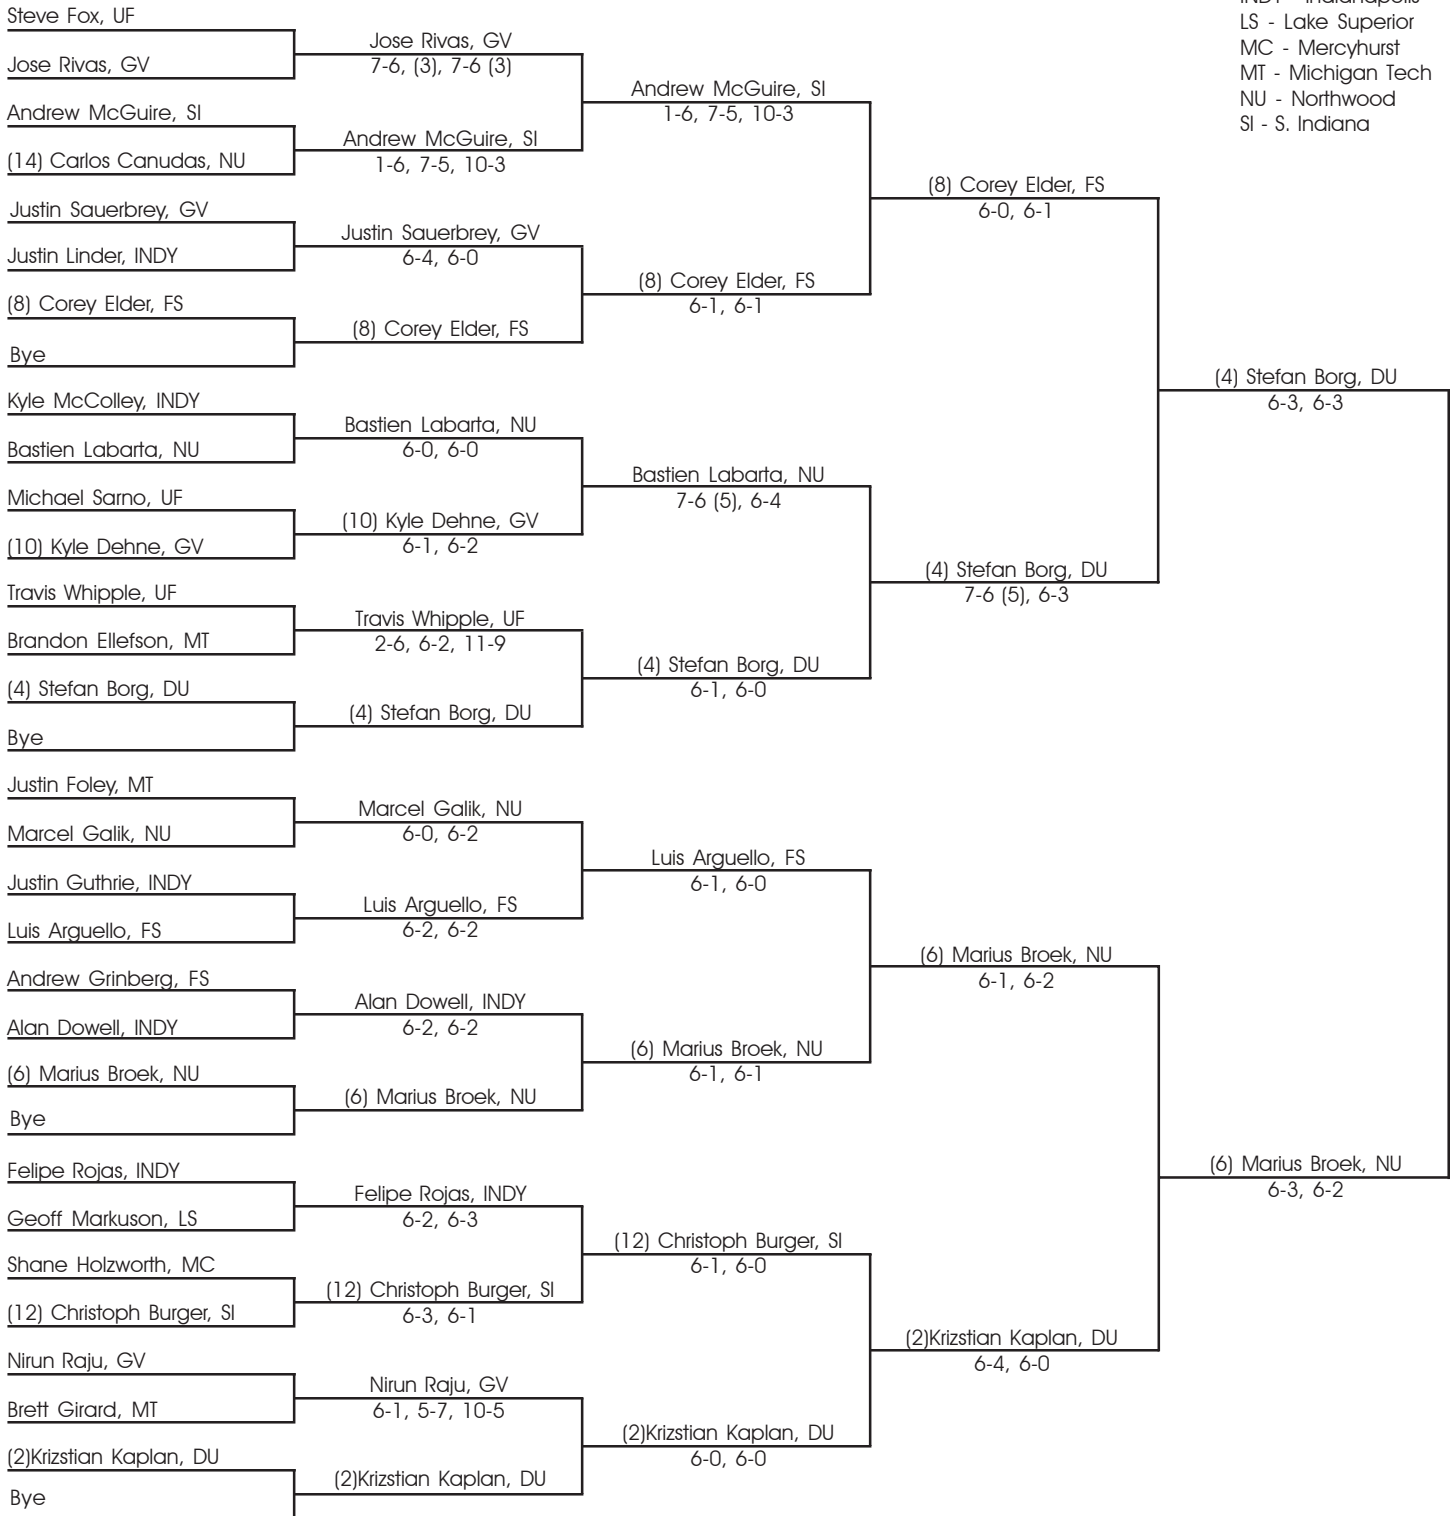 Steve Fox, UF
Jose Rivas, GV
Andrew McGuire, SI
(14) Carlos Canudas, NU
Justin Sauerbrey, GV
Justin Linder, INDY
(8) Corey Elder, FS
Bye
Kyle McColley, INDY
Bastien Labarta, NU
Michael Sarno, UF
(10) Kyle Dehne, GV
Travis Whipple, UF
Brandon Ellefson, MT
(4) Stefan Borg, DU
Bye
Justin Foley, MT
Marcel Galik, NU
Justin Guthrie, INDY
Luis Arguello, FS
Andrew Grinberg, FS
Alan Dowell, INDY
(6) Marius Broek, NU
Bye
Felipe Rojas, INDY
Geoff Markuson, LS
Shane Holzworth, MC
(12) Christoph Burger, SI
Nirun Raju, GV
Brett Girard, MT
(2)Krizstian Kaplan, DU
Bye
Jose Rivas, GV
7-6, (3), 7-6 (3)
Andrew McGuire, SI
1-6, 7-5, 10-3
Justin Sauerbrey, GV
6-4, 6-0
(8) Corey Elder, FS
Bastien Labarta, NU
6-0, 6-0
(10) Kyle Dehne, GV
6-1, 6-2
Travis Whipple, UF
2-6, 6-2, 11-9
(4) Stefan Borg, DU
Marcel Galik, NU
6-0, 6-2
Luis Arguello, FS
6-2, 6-2
Alan Dowell, INDY
6-2, 6-2
(6) Marius Broek, NU
Felipe Rojas, INDY
6-2, 6-3
(12) Christoph Burger, SI
6-3, 6-1
Nirun Raju, GV
6-1, 5-7, 10-5
(2)Krizstian Kaplan, DU
Andrew McGuire, SI
1-6, 7-5, 10-3
(8) Corey Elder, FS
6-1, 6-1
Bastien Labarta, NU
7-6 (5), 6-4
(4) Stefan Borg, DU
6-1, 6-0
Luis Arguello, FS
6-1, 6-0
(6) Marius Broek, NU
6-1, 6-1
(12) Christoph Burger, SI
6-1, 6-0
(2)Krizstian Kaplan, DU
6-0, 6-0
(8) Corey Elder, FS
6-0, 6-1
(4) Stefan Borg, DU
7-6 (5), 6-3
(6) Marius Broek, NU
6-1, 6-2
(2)Krizstian Kaplan, DU
6-4, 6-0
(4) Stefan Borg, DU
6-3, 6-3
(6) Marius Broek, NU
6-3, 6-2
INDY - Indianapolis
LS - Lake Superior
MC - Mercyhurst
MT - Michigan Tech
NU - Northwood
SI - S. Indiana